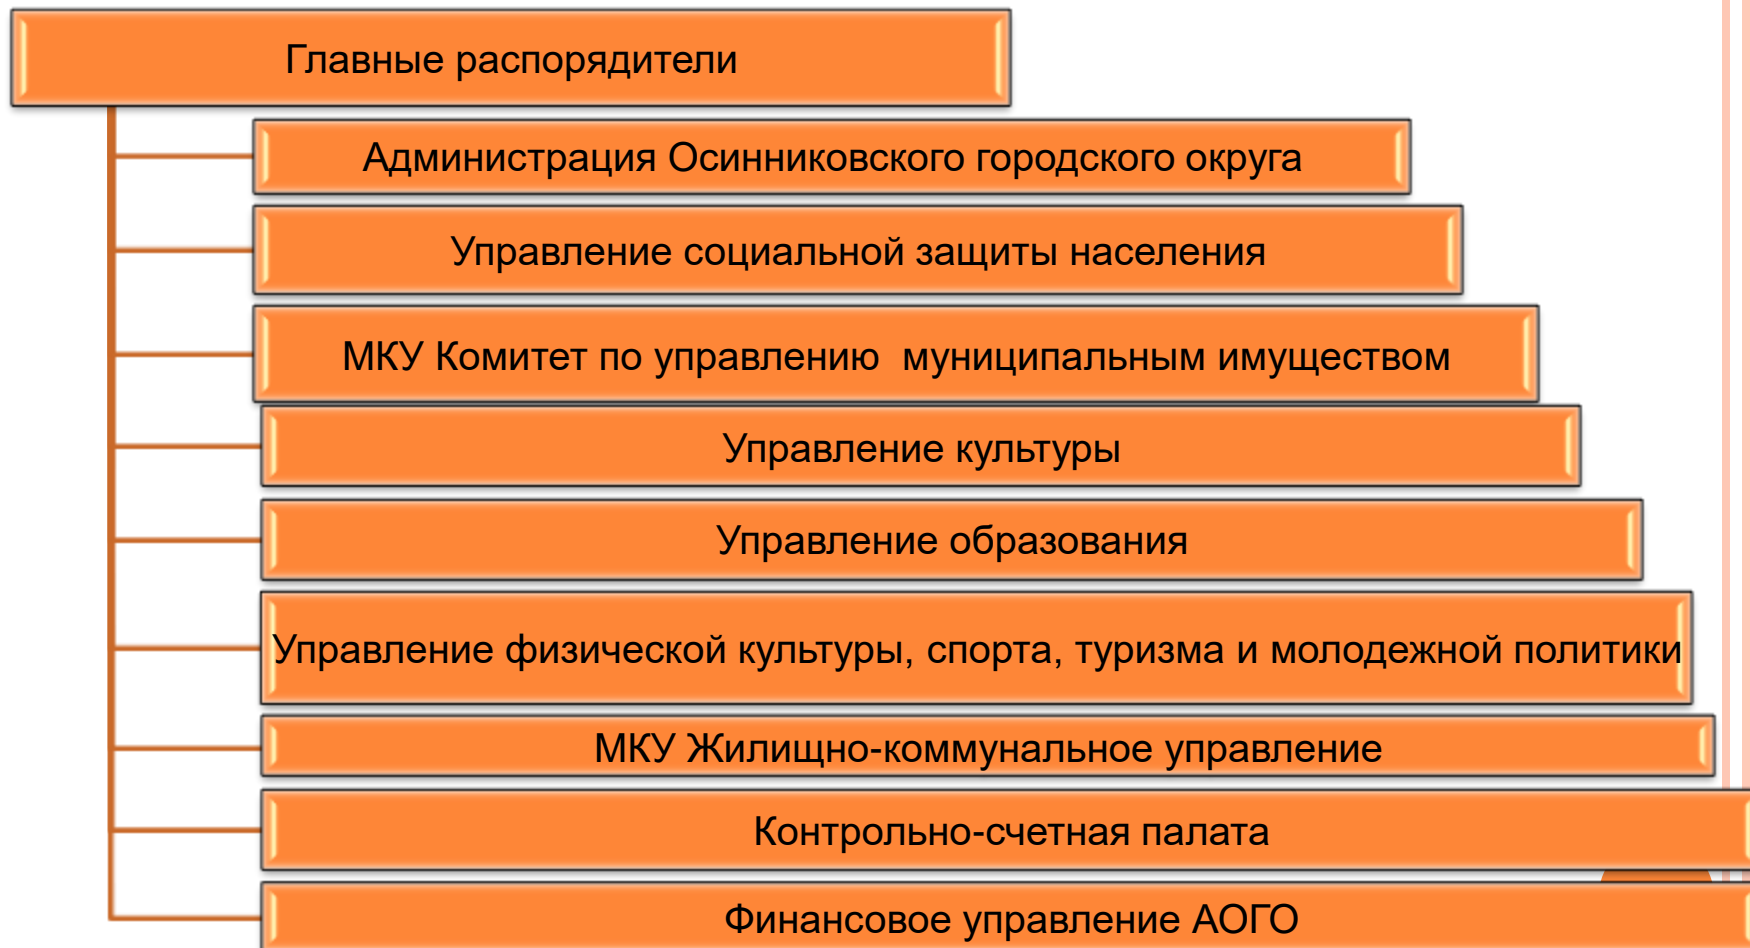 Главные распорядители
Администрация Осинниковского городского округа
Управление социальной защиты населения
МКУ Комитет по управлению  муниципальным имуществом
Управление культуры
Управление образования
Управление физической культуры, спорта, туризма и молодежной политики
МКУ Жилищно-коммунальное управление
Контрольно-счетная палата
Финансовое управление АОГО